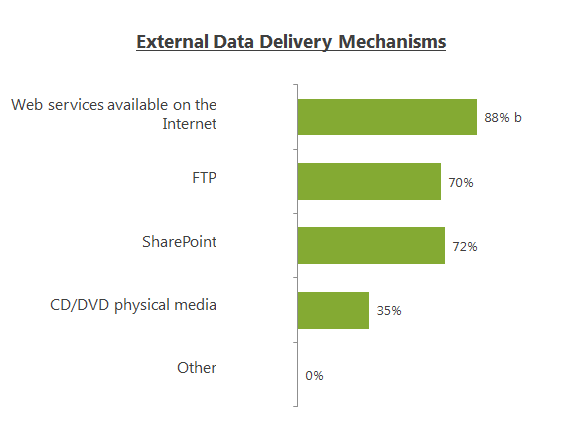 External Data Delivery Mechanisms
Web services available on the
Internet
88% b
FTP
70%
SharePoint
72%
CD/DVD physical media
35%
Other
0%